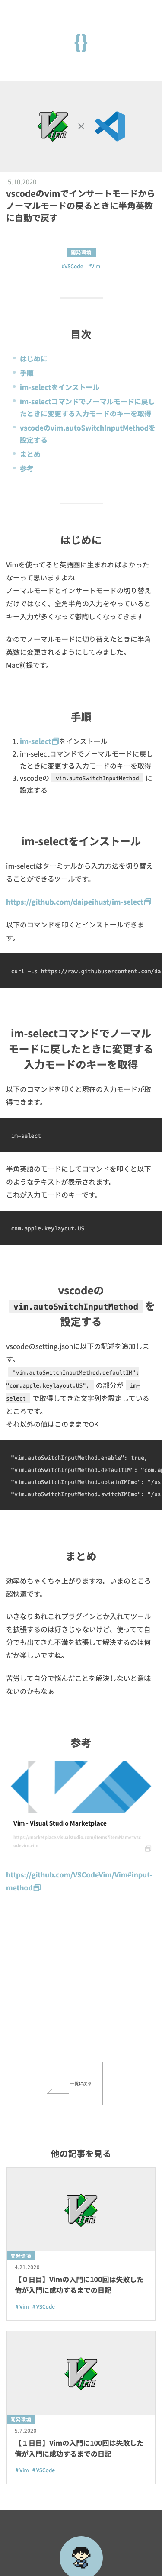 {}
5.10.2020
vscodeのvimでインサートモードから
ノーマルモードの戻るときに半角英数
に自動で戻す
開発環境
#VSCode #Vim
目次
はじめに
手順
im-selectをインストール
im-selectコマンドでノーマルモードに戻し
たときに変更する入力モードのキーを取得
vscodeのvim.autoSwitchInputMethodを
設定する
まとめ
参考
はじめに
Vimを使ってると英語圏に生まれればよかった
なーって思いますよね
ノーマルモードとインサートモードの切り替え
だけではなく、全角半角の入力をやっていると
キー入力が多くなって鬱陶しくなってきます
なのでノーマルモードに切り替えたときに半角
英数に変更されるようにしてみました。
Mac前提です。
手順
1. im-selectをインストール
2. im-selectコマンドでノーマルモードに戻し
たときに変更する入力モードのキーを取得
3. vscodeの vim.autoSwitchInputMethod に
設定する
im-selectをインストール
im-selectはターミナルから入力方法を切り替え
ることができるツールです。
https://github.com/daipeihust/im-select
以下のコマンドを叩くとインストールできま
す。
curl -Ls https://raw.githubusercontent.com/da
im-selectコマンドでノーマル
モードに戻したときに変更する
入力モードのキーを取得
以下のコマンドを叩くと現在の入力モードが取
得できます。
im-select
半角英語のモードにしてコマンドを叩くと以下
のようなテキストが表示されます。
これが入力モードのキーです。
com.apple.keylayout.US
vscodeの
vim.autoSwitchInputMethod を
設定する
vscodeのsetting.jsonに以下の記述を追加しま
す。
"vim.autoSwitchInputMethod.defaultIM":
"com.apple.keylayout.US", の部分が im-
select で取得してきた文字列を設定している
ところです。
それ以外の値はこのままでOK
"vim.autoSwitchInputMethod.enable": true,
"vim.autoSwitchInputMethod.defaultIM": "com.a
"vim.autoSwitchInputMethod.obtainIMCmd": "/us
"vim.autoSwitchInputMethod.switchIMCmd": "/us
まとめ
効率めちゃくちゃ上がりますね。いまのところ
超快適です。
いきなりあれこれプラグインとか入れてツール
を拡張するのは好きじゃないけど、使ってて自
分でも出てきた不満を拡張して解決するのは何
だか楽しいですね。
苦労して自分で悩んだことを解決しないと意味
ないのかもなぁ
参考
Vim - Visual Studio Marketplace
https://github.com/VSCodeVim/Vim#input-
method
一覧に戻る
他の記事を見る
開発環境
4.21.2020
【０日目】Vimの入門に100回は失敗した
俺が入門に成功するまでの日記
# Vim # VSCode
開発環境
5.7.2020
【１日目】Vimの入門に100回は失敗した
俺が入門に成功するまでの日記
# Vim # VSCode